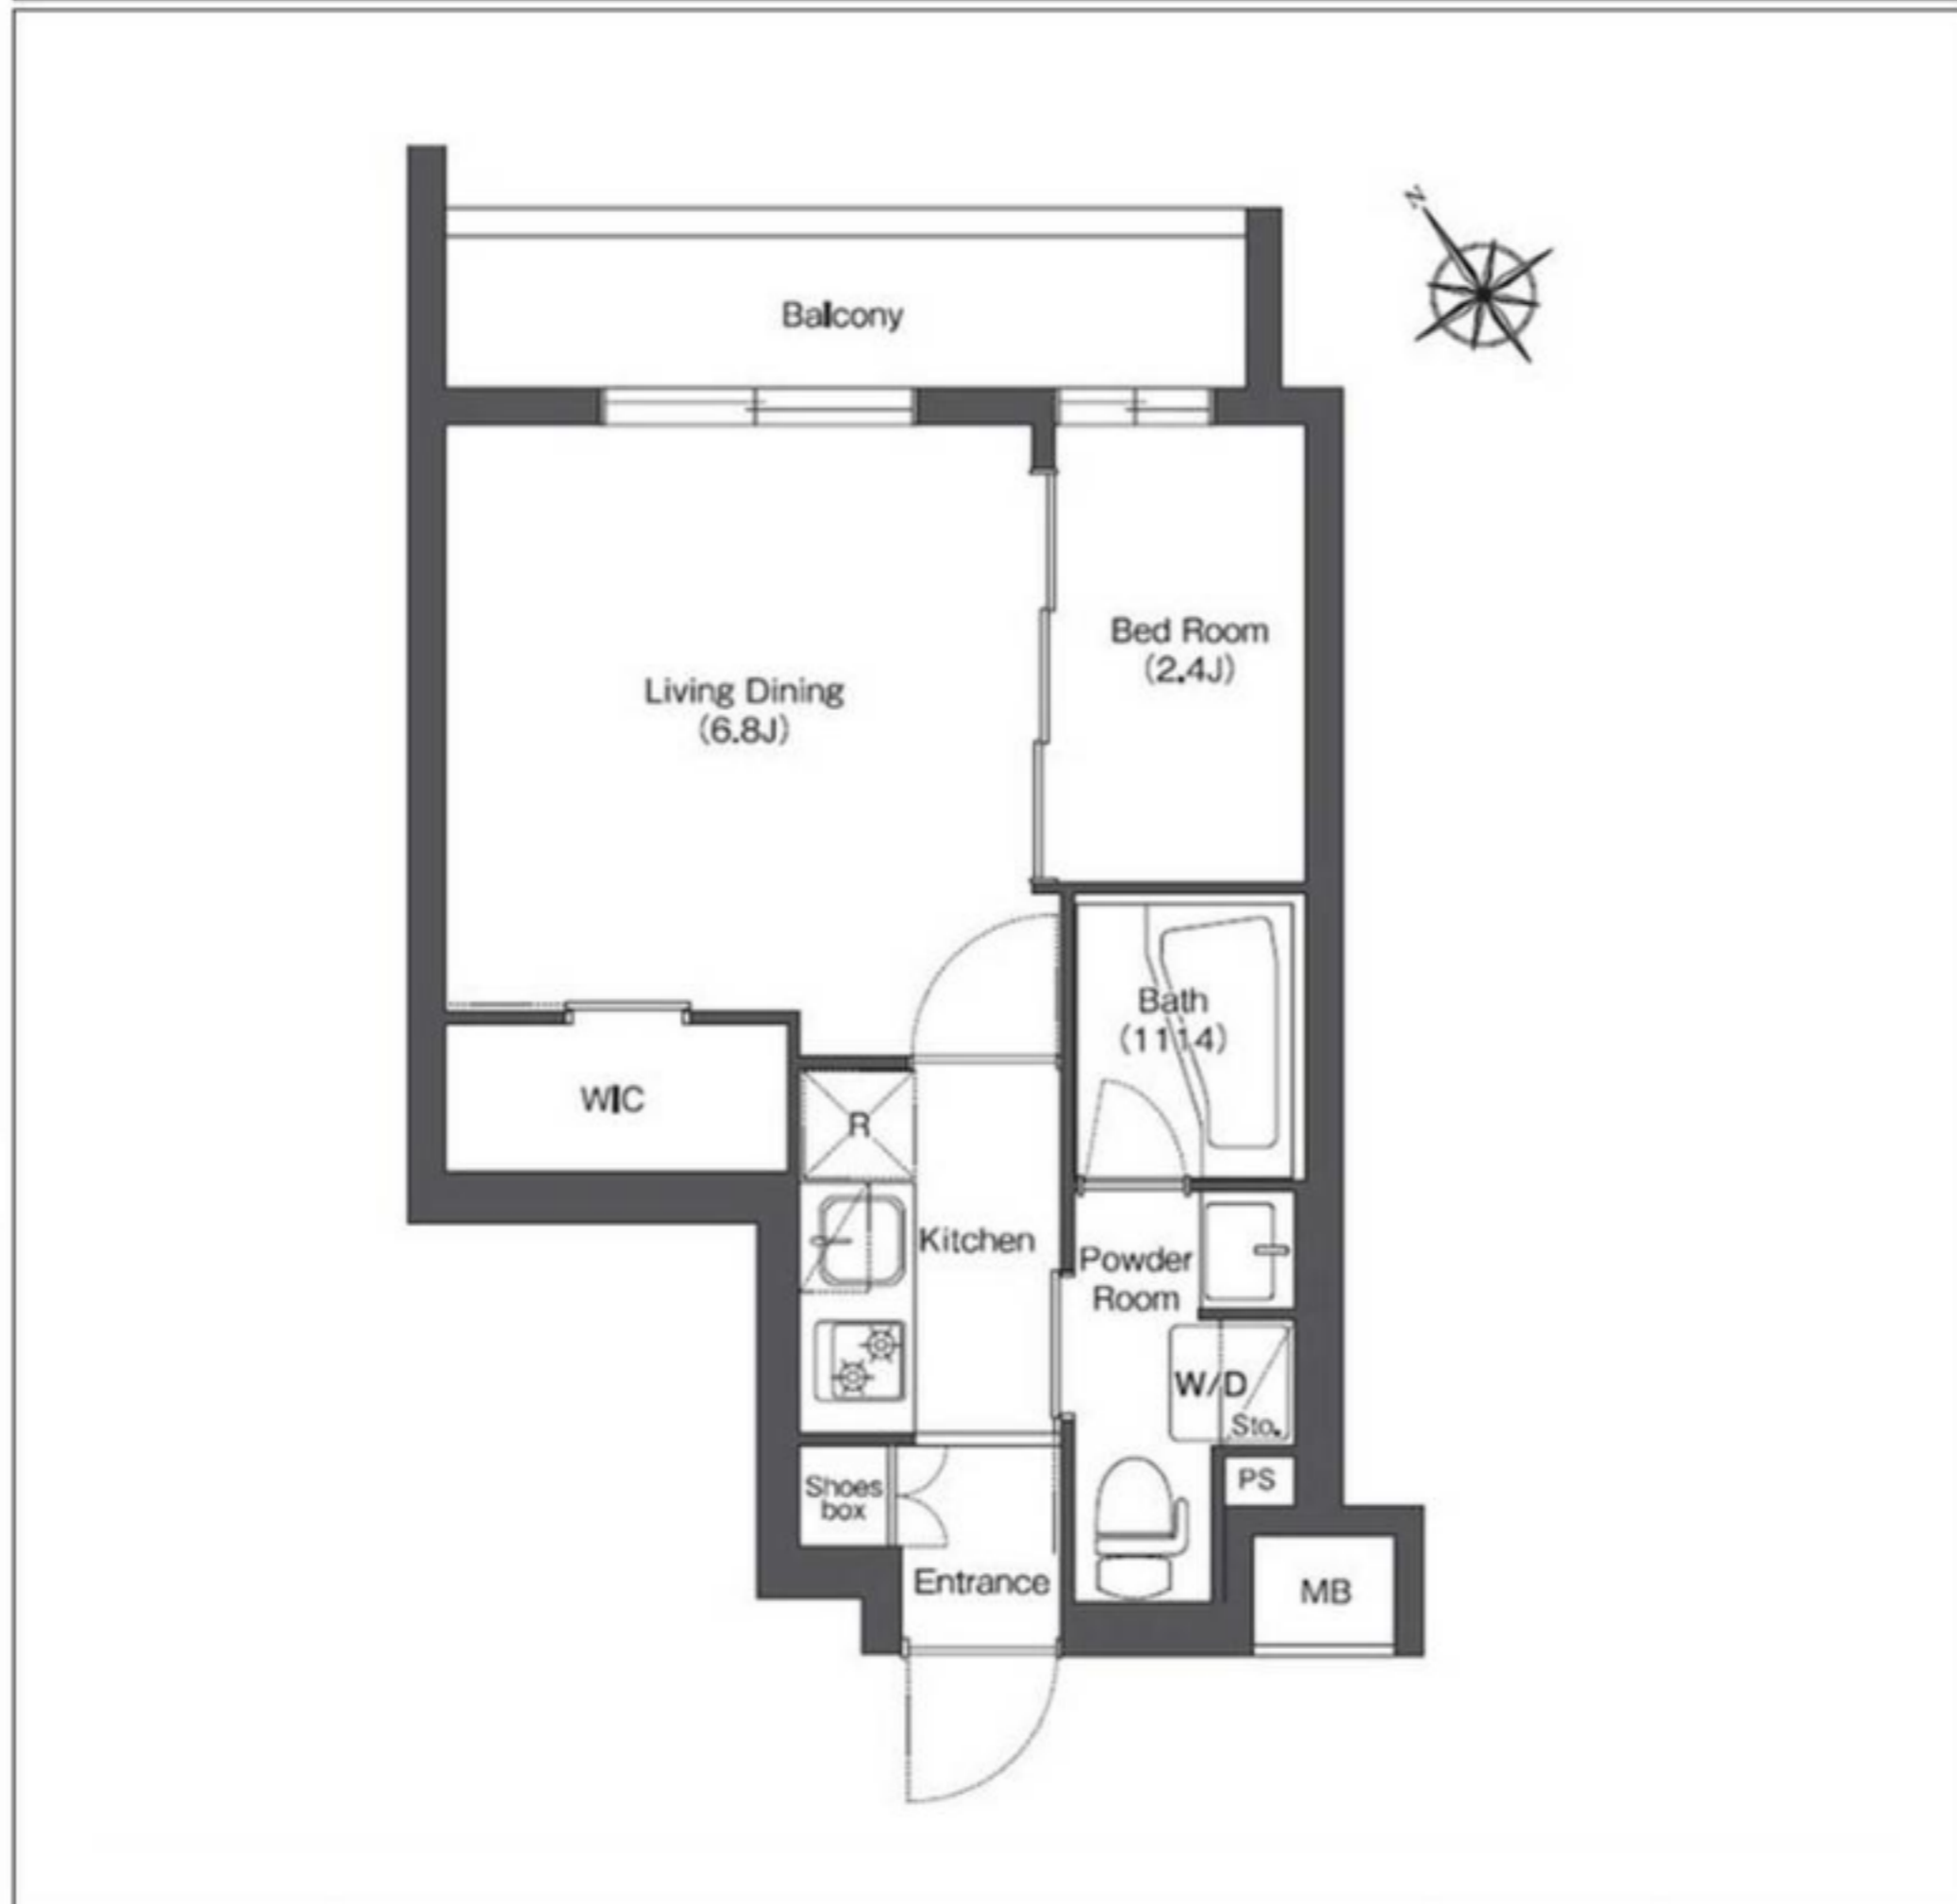 N
Balcony
Bed Room
(2.4J)
Living Dining
(6.8J)
Bath
(1114)
WIC
R
Kitchen
Powder
Room
W/D
Sto.
Shoes
box
PS
Entrance
MB